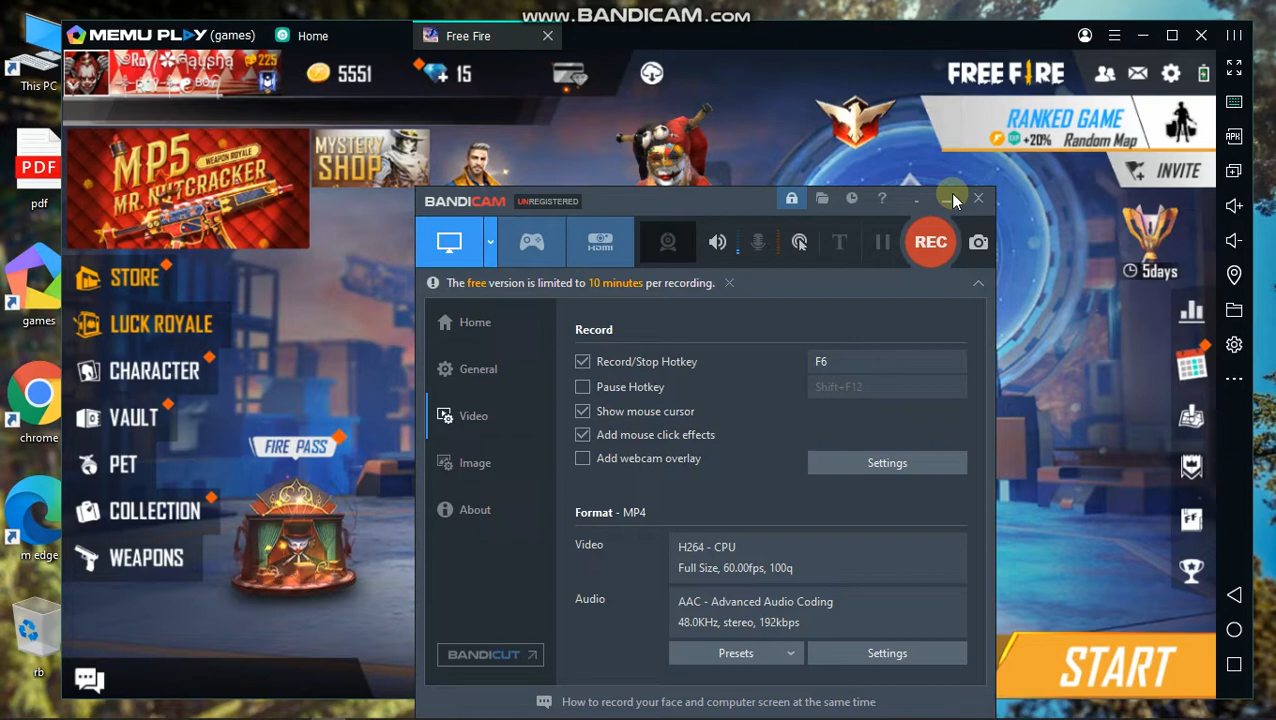 www.BANDICAM.com
MEMU PLAY (games)
Home
Free Fire
This PC
225
5551
15
FREE FIRE
RANKED GAME
+20% Random Map
INVITE
MP5
WEAPON ROYALE
MR. NUTCRACKER
MYSTERY
SHOP
PDF
pdf
BANDICAM UNREGISTERED
HDMI
REC
5days
STORE
LUCK ROYALE
CHARACTER
VAULT
FIRE PASS
PET
COLLECTION
WEAPONS
games
chrome
m edge
rb
The free version is limited to 10 minutes per recording.
Home
General
Video
Image
About
BANDICUT
Record
Record/Stop Hotkey
F6
Pause Hotkey
Shift+F12
Show mouse cursor
Add mouse click effects
Add webcam overlay
Settings
Format - MP4
Video
H264 - CPU
Full Size, 60.00fps, 100q
Audio
AAC - Advanced Audio Coding
48.0KHz, stereo, 192kbps
Presets
Settings
How to record your face and computer screen at the same time
START